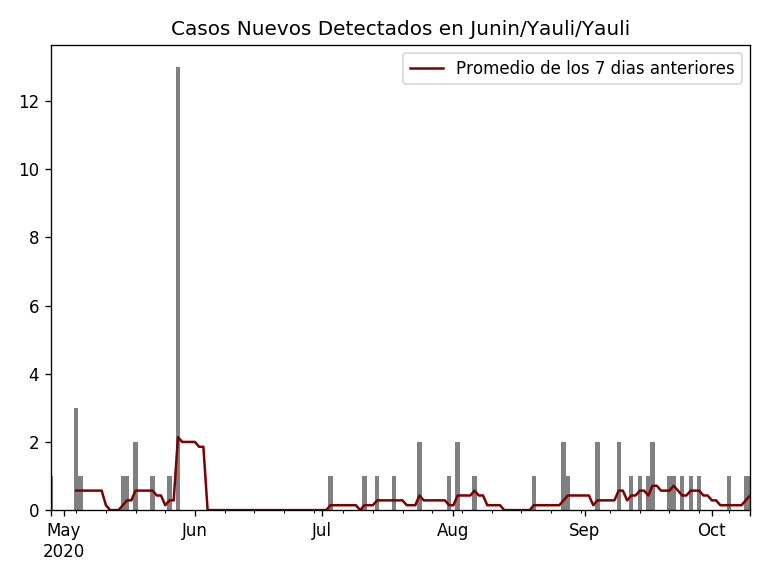 Casos Nuevos Detectados en Junin/Yauli/Yauli
Promedio de los 7 dias anteriores
12
10
8
6
4
2
0
May
2020
Jun
Jul
Aug
Sep
Oct